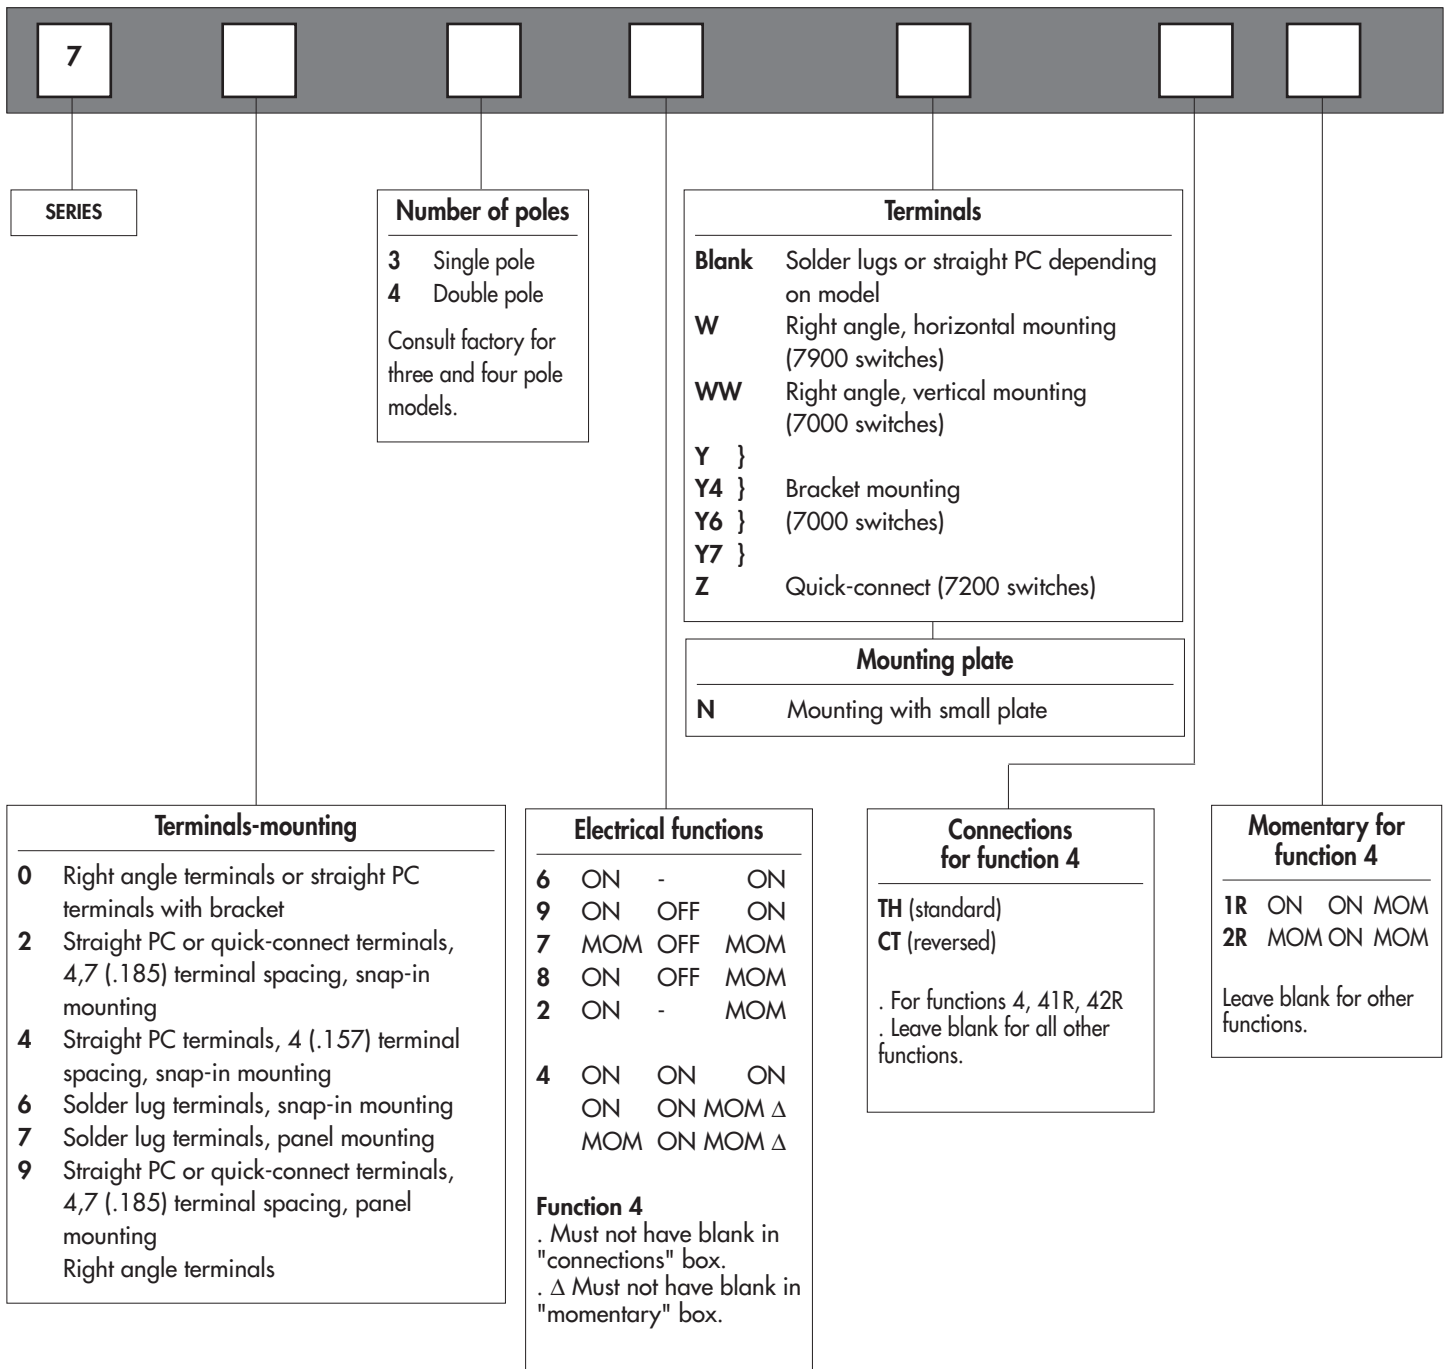 7
SERIES
Number of poles
3 Single pole
4 Double pole
Consult factory for
three and four pole
models.
Terminals
Blank Solder lugs or straight PC depending
on model
W Right angle, horizontal mounting
(7900 switches)
WW Right angle, vertical mounting
(7000 switches)
Y }
Y4 } Bracket mounting
Y6 } (7000 switches)
Y7 }
Z Quick-connect (7200 switches)
Mounting plate
N Mounting with small plate
Terminals-mounting
0 Right angle terminals or straight PC
terminals with bracket
2 Straight PC or quick-connect terminals,
4,7 (.185) terminal spacing, snap-in
mounting
4 Straight PC terminals, 4 (.157) terminal
spacing, snap-in mounting
6 Solder lug terminals, snap-in mounting
7 Solder lug terminals, panel mounting
9 Straight PC or quick-connect terminals,
4,7 (.185) terminal spacing, panel
mounting
Right angle terminals
Electrical functions
6 ON - ON
9 ON OFF ON
7 MOM OFF MOM
8 ON OFF MOM
2 ON - MOM
4 ON ON ON
ON ON MOM ∆
MOM ON MOM ∆
Function 4
. Must not have blank in
"connections" box.
. ∆ Must not have blank in
"momentary" box.
Connections
for function 4
TH (standard)
CT (reversed)
. For functions 4, 41R, 42R
. Leave blank for all other
functions.
Momentary for
function 4
1R ON ON MOM
2R MOM ON MOM
Leave blank for other
functions.